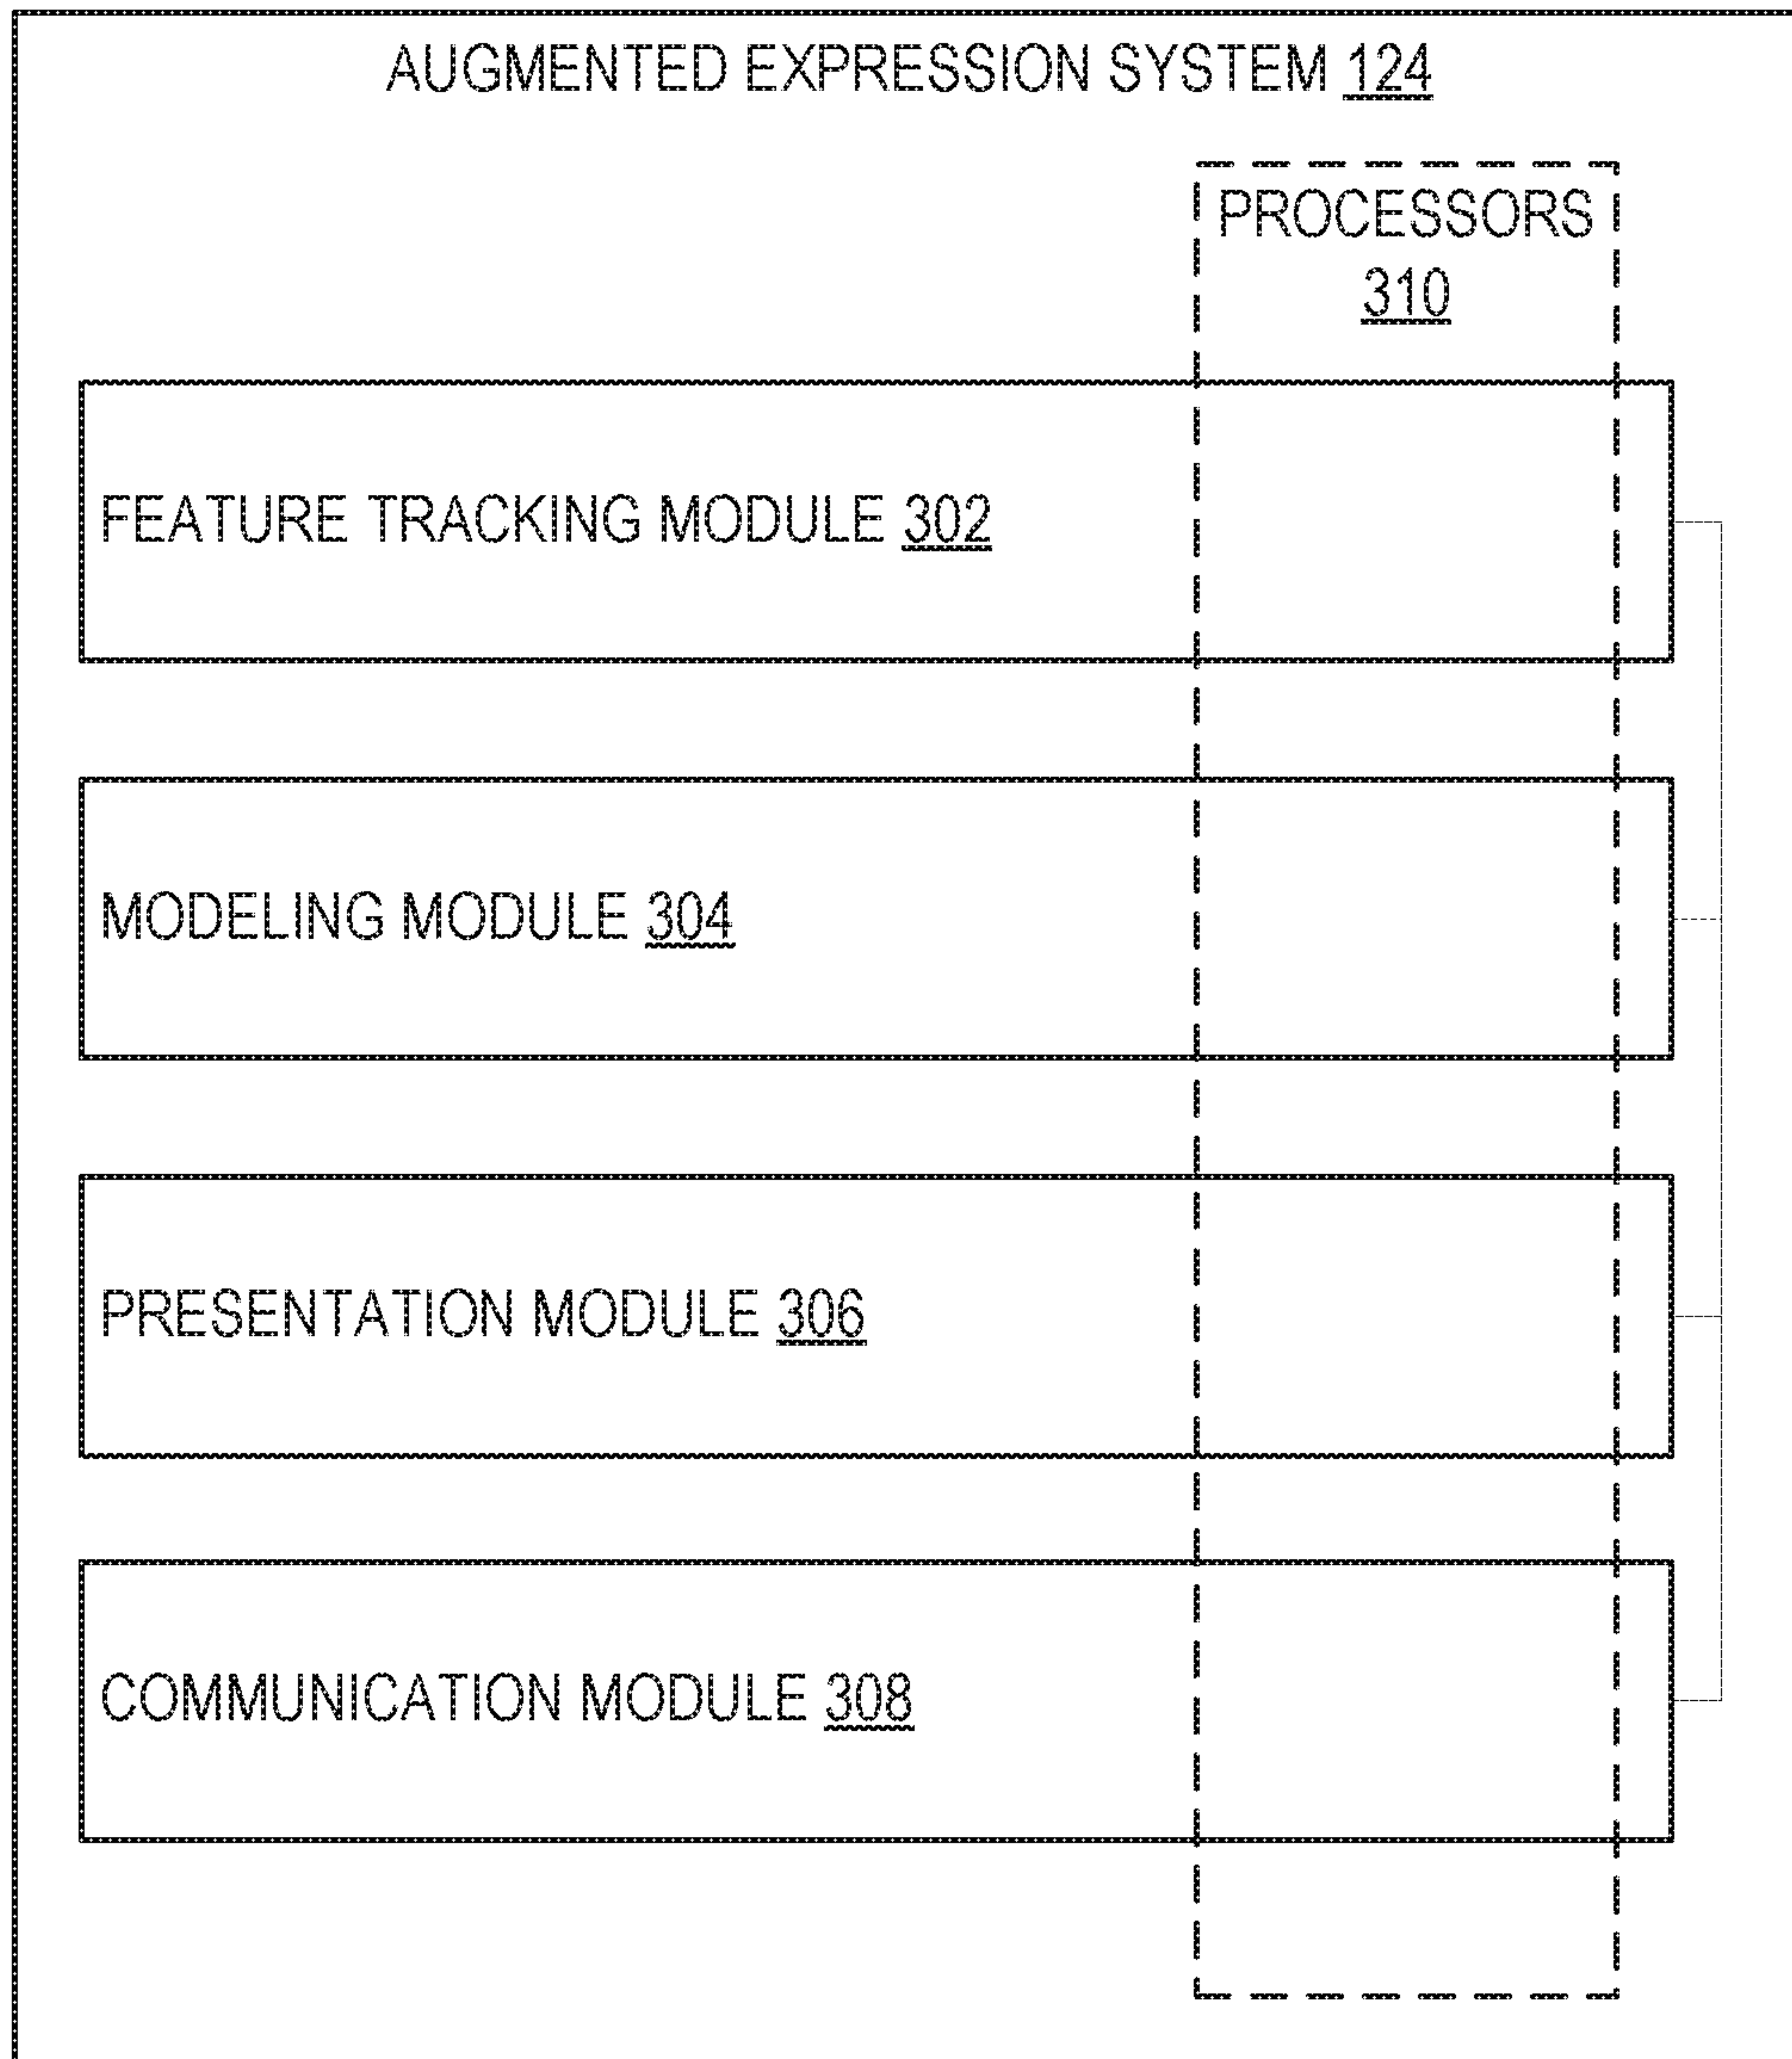 AUGMENTED EXPRESSION SYSTEM 124
PROCESSORS
310
FEATURE TRACKING MODULE 302
MODELING MODULE 304
PRESENTATION MODULE 306
COMMUNICATION MODULE 308